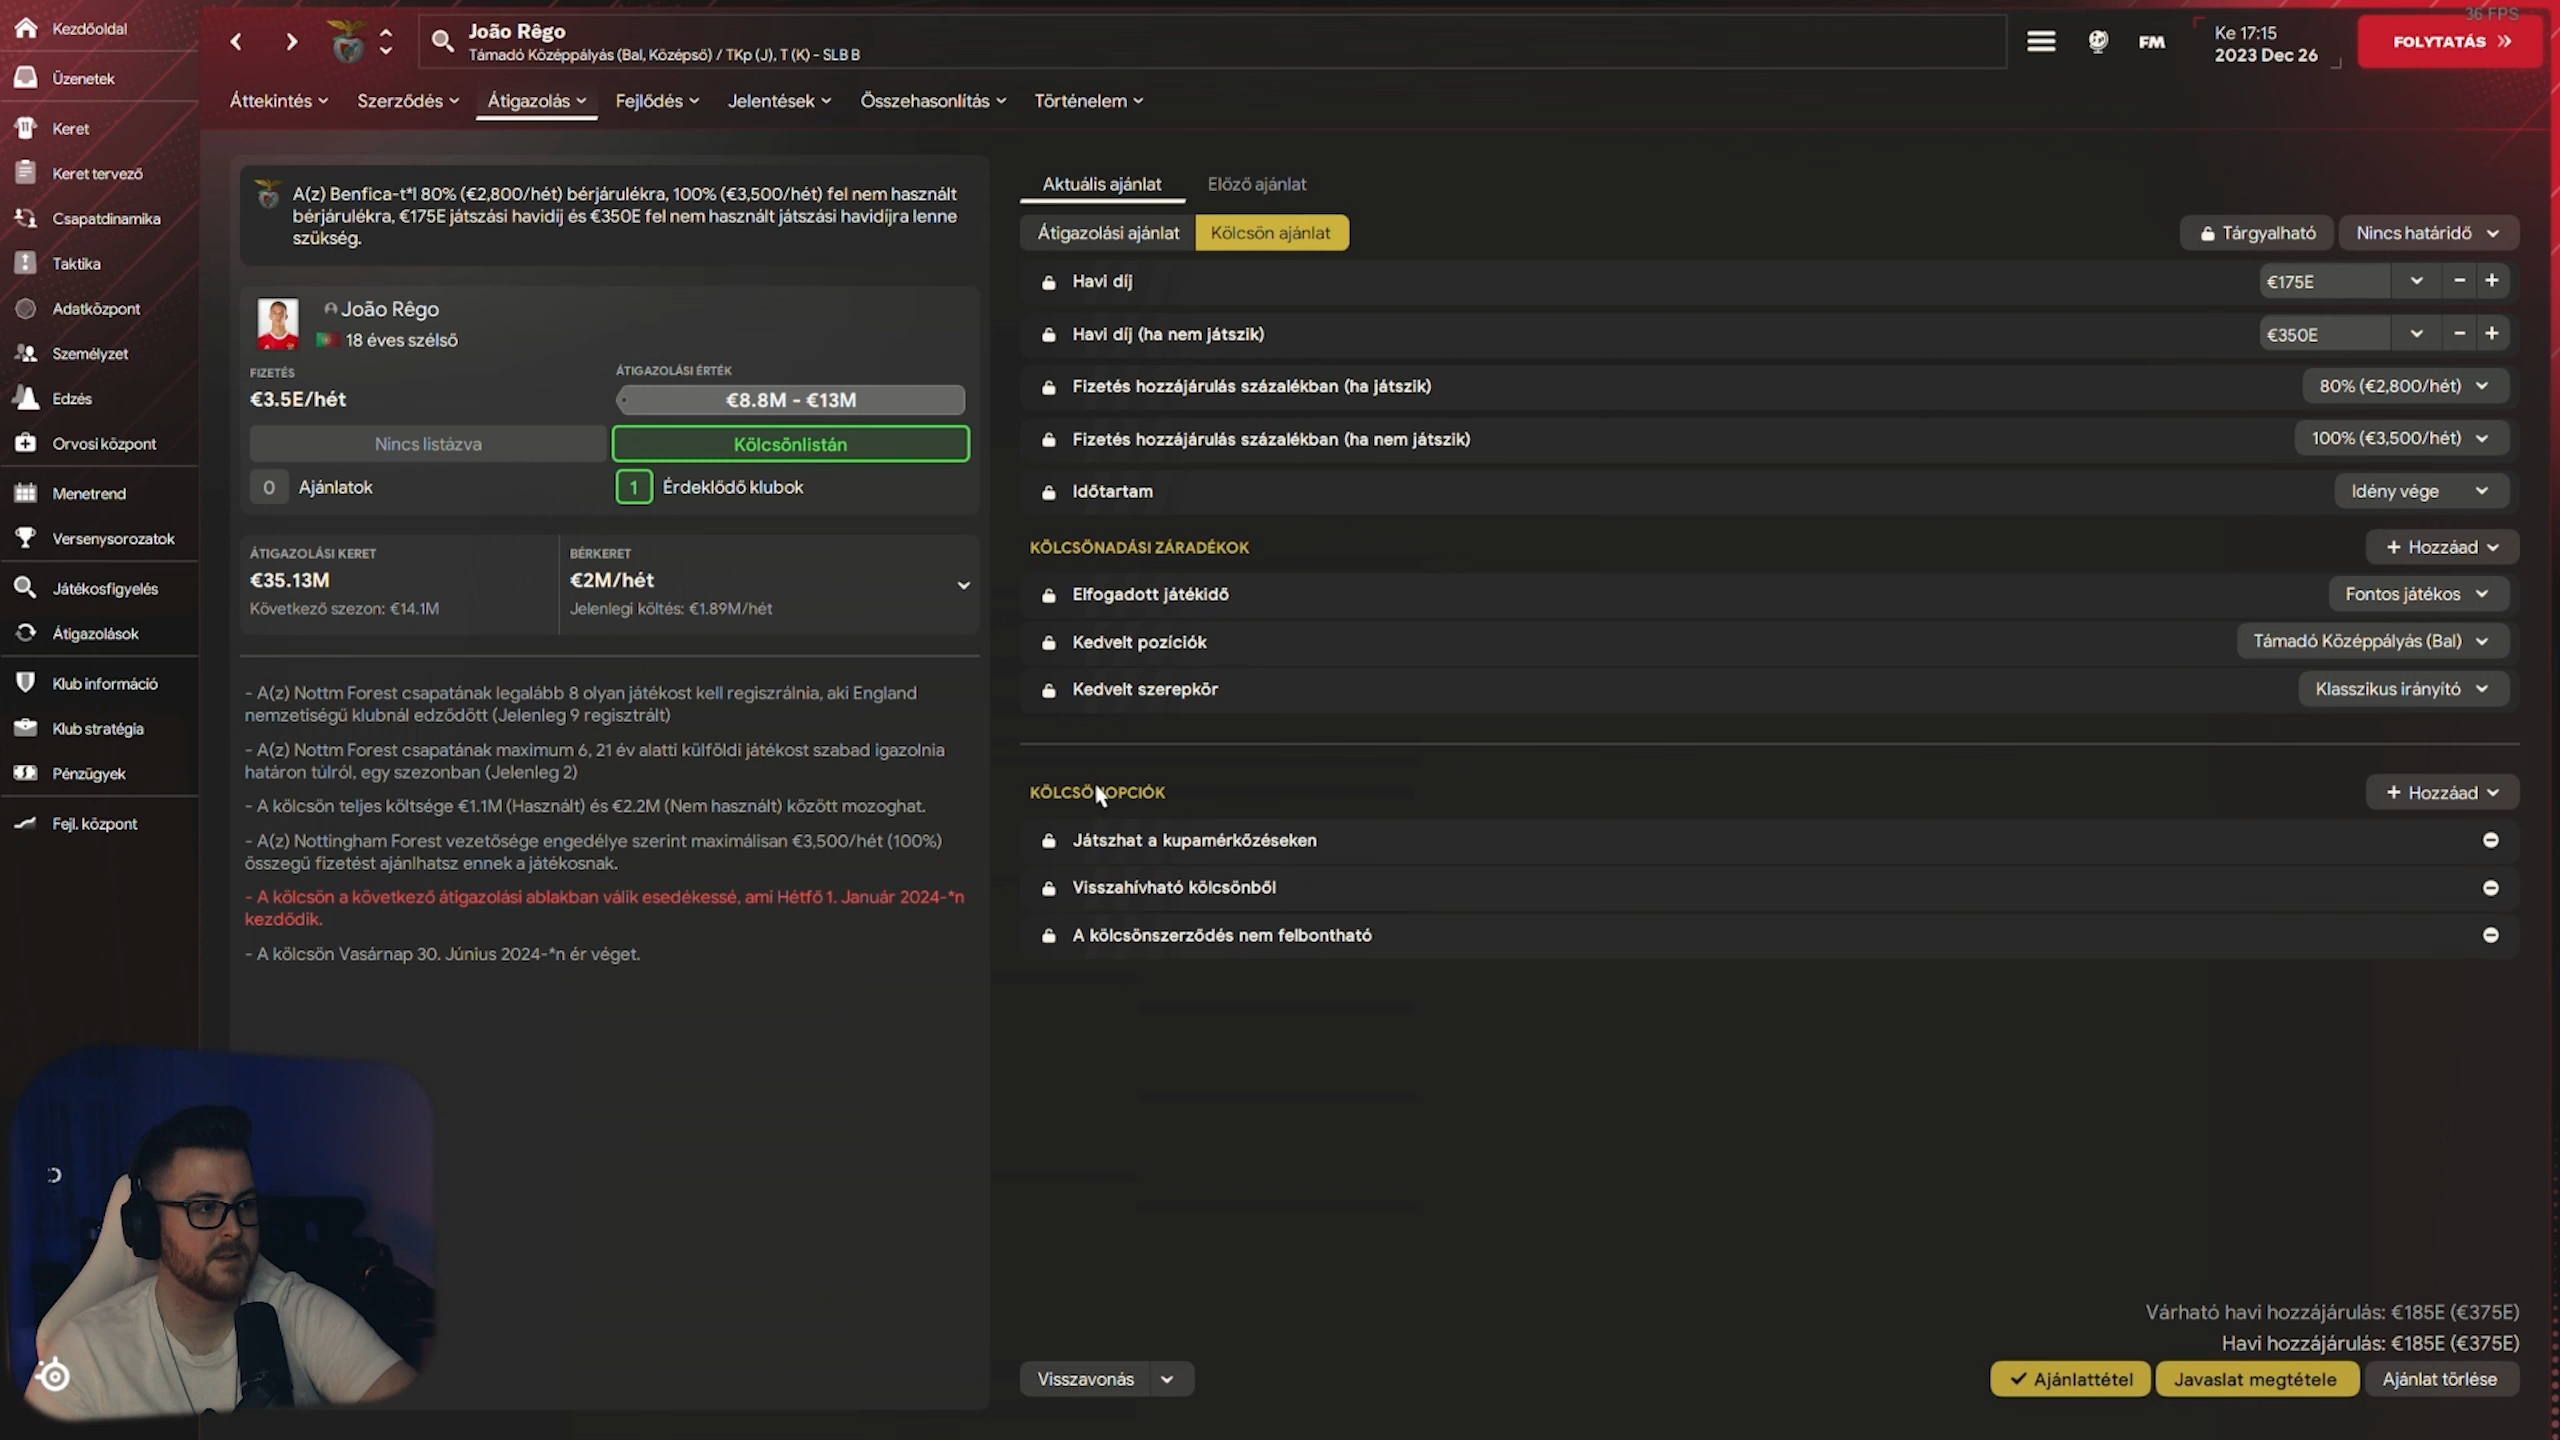 Kezdőoldal
Üzenetek
Keret
Keret tervező
Csapatdinamika
Taktika
Adatközpont
Személyzet
Edzés
Orvosi központ
Menetrend
Versenysorozatok
Játékosfigyelés
Átigazolások
Klub információ
Klub stratégia
Pénzügyek
Fejl. központ
João Rêgo
Támadó Középpályás (Bal, Középső) / TKp (J), T (K) - SLB B
FM
Ke 17:15
2023 Dec 26
36 FPS
FOLYTATÁS
Áttekintés
Szerződés
Átigazolás
Fejlődés
Jelentések
Összehasonlítás
Történelem
A(z) Benfica-t*l 80% (€2,800/hét) bérjárulékra, 100% (€3,500/hét) fel nem használt
bérjárulékra, €175E játszási havidíj és €350E fel nem használt játszási havidíjra lenne
szükség.
João Rêgo
18 éves szélső
FIZETÉS
€3.5E/hét
ÁTIGAZOLÁSI ÉRTÉK
€8.8M - €13M
Nincs listázva
Kölcsönlistán
0 Ajánlatok
1 Érdeklődő klubok
ÁTIGAZOLÁSI KERET
€35.13M
Következő szezon: €14.1M
BÉRKERET
€2M/hét
Jelenlegi költés: €1.89M/hét
- A(z) Nottm Forest csapatának legalább 8 olyan játékost kell regiszrálnia, aki England
nemzetiségű klubnál edződött (Jelenleg 9 regisztrált)
- A(z) Nottm Forest csapatának maximum 6, 21 év alatti külföldi játékost szabad igazolnia
határon túlról, egy szezonban (Jelenleg 2)
- A kölcsön teljes költsége €1.1M (Használt) és €2.2M (Nem használt) között mozoghat.
- A(z) Nottingham Forest vezetősége engedélye szerint maximálisan €3,500/hét (100%)
összegű fizetést ajánlhatsz ennek a játékosnak.
- A kölcsön a következő átigazolási ablakban válik esedékessé, ami Hétfő 1. Január 2024-*n
kezdődik.
- A kölcsön Vasárnap 30. Június 2024-*n ér véget.
Aktuális ajánlat
Előző ajánlat
Átigazolási ajánlat
Kölcsön ajánlat
Tárgyalható
Nincs határidő
Havi díj
€175E
Havi díj (ha nem játszik)
€350E
Fizetés hozzájárulás százalékban (ha játszik)
80% (€2,800/hét)
Fizetés hozzájárulás százalékban (ha nem játszik)
100% (€3,500/hét)
Időtartam
Idény vége
KÖLCSÖNADÁSI ZÁRADÉKOK
+ Hozzáad
Elfogadott játékidő
Fontos játékos
Kedvelt pozíciók
Támadó Középpályás (Bal)
Kedvelt szerepkör
Klasszikus irányító
+ Hozzáad
Játszhat a kupamérkőzéseken
Visszahívható kölcsönből
A kölcsönszerződés nem felbontható
Várható havi hozzájárulás: €185E (€375E)
Havi hozzájárulás: €185E (€375E)
Visszavonás
Ajánlattétel
Javaslat megtétele
Ajánlat törlése